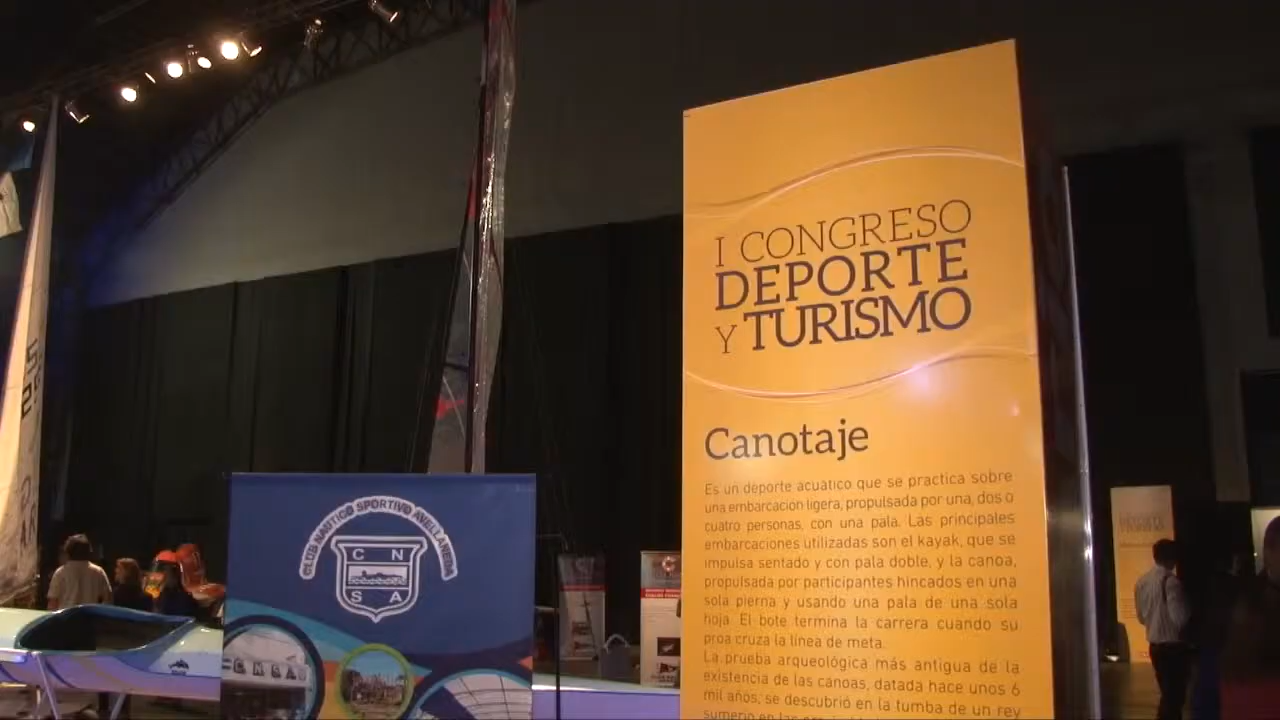 I CONGRESO
DEPORTE
Y TURISMO
Canotaje
Es un deporte acuatico que se practica sobre
una embarcacion ligera, propulsada por una, dos o
cuatro personas, con una pala. Las principales
embarcaciones utilizadas son el kayak, que se
impulsa sentado y con pala doble, y la canoa,
propulsada por participantes hincados en una
sola pierna y usando una pala de una sola
hoja. El bote termina la carrera cuando su
proa cruza la línea de meta.
La prueba arqueológica más antigua de la
existencia de las canoas, datada hace unos 6
mil años, se descubrió en la tumba de un rey
sumerio en las
CLUB NAUTICO SPORTIVO AVELLANEDA
C N
S A